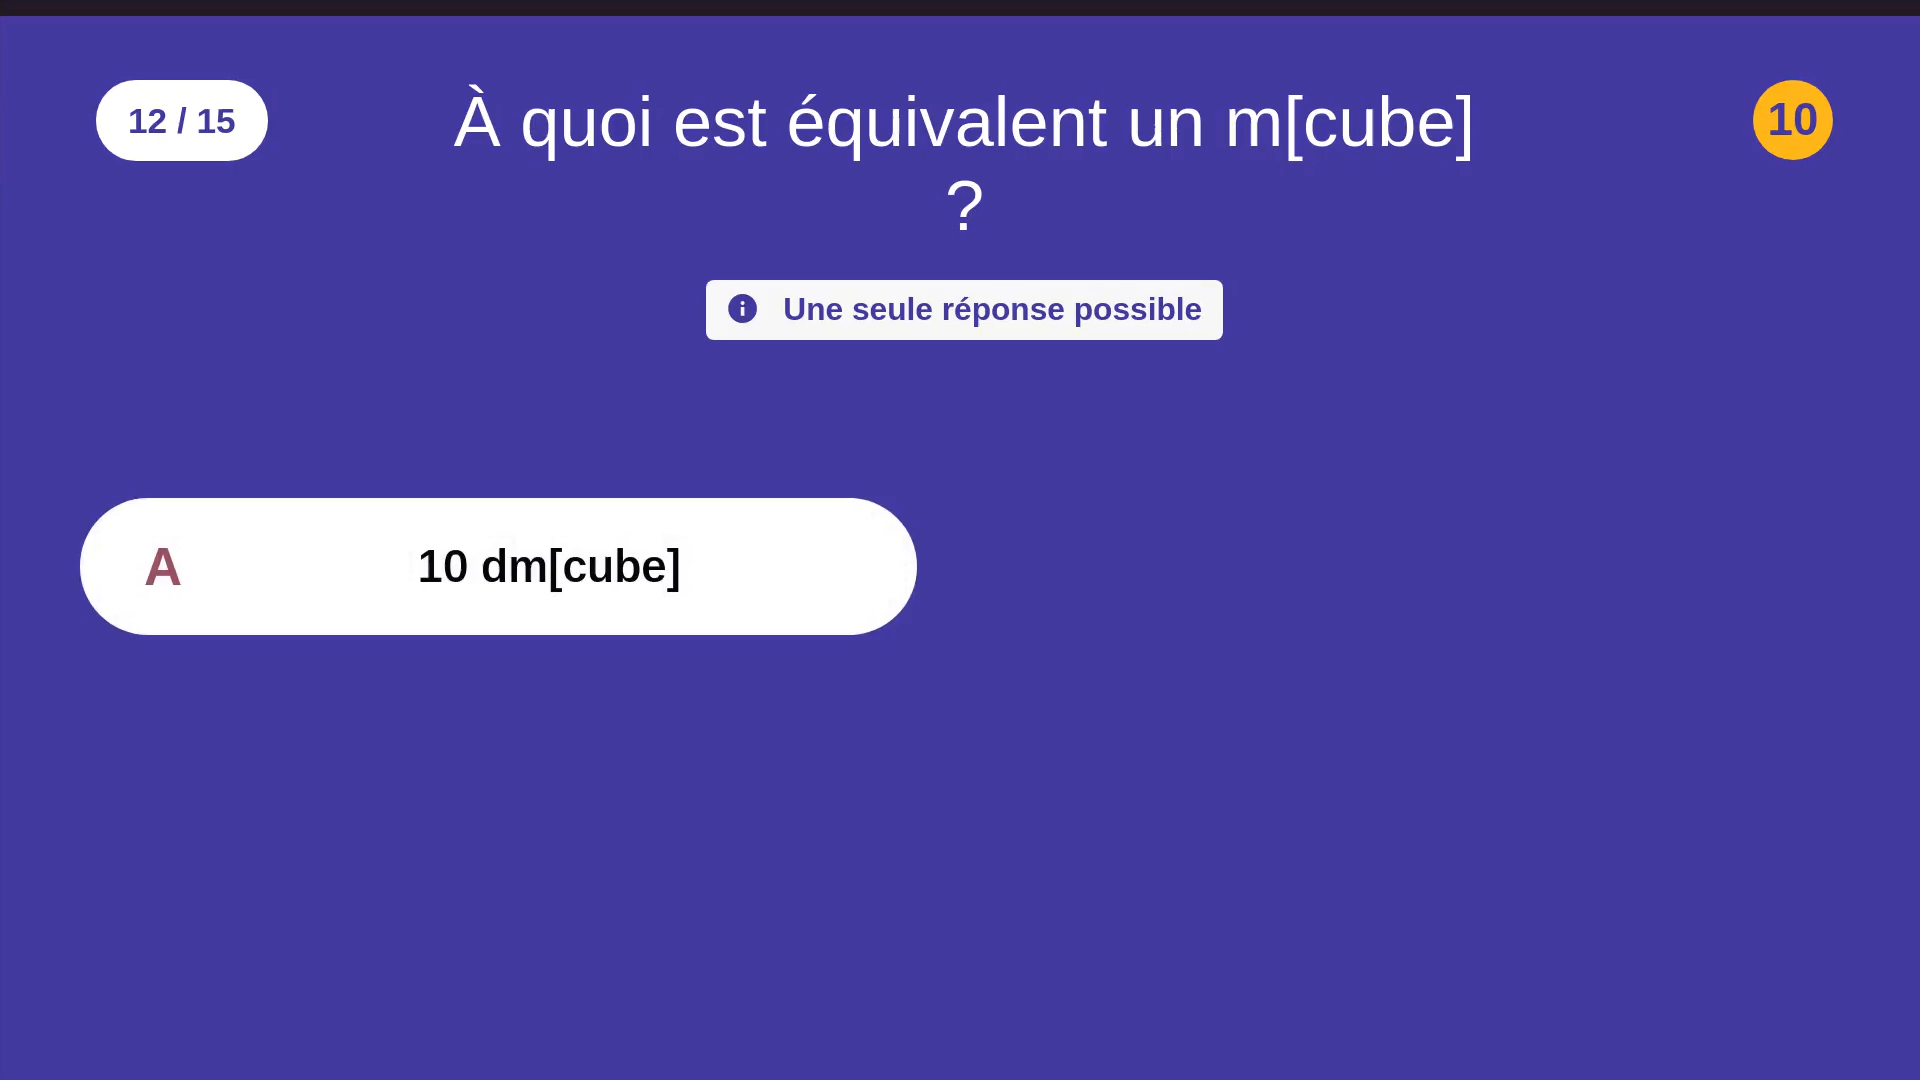 12 / 15
À quoi est équivalent un m[cube]
?
10
Une seule réponse possible
A 10 dm[cube]